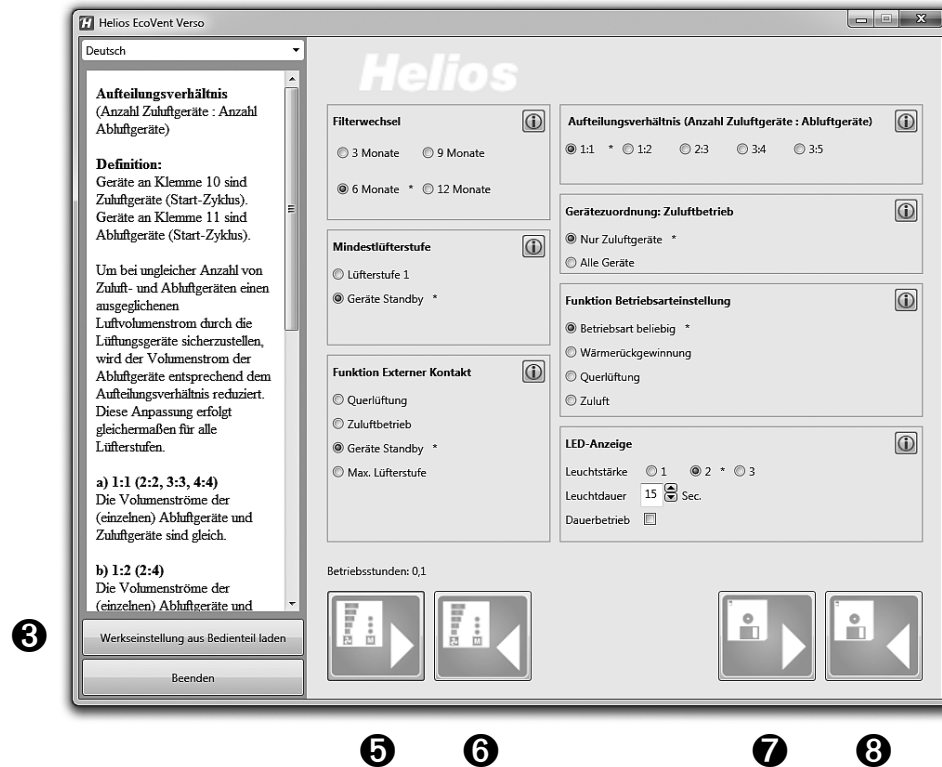 Helios EcoVent Verso
Deutsch
Aufteilungsverhältnis
(Anzahl Zuluftgeräte : Anzahl
Abluftgeräte)
Definition:
Geräte an Klemme 10 sind
Zuluftgeräte (Start-Zyklus).
Geräte an Klemme 11 sind
Abluftgeräte (Start-Zyklus).
Um bei ungleicher Anzahl von
Zuluft- und Abluftgeräten einen
ausgeglichenen
Luftvolumenstrom durch die
Lüftungsgeräte sicherzustellen,
wird der Volumenstrom der
Abluftgeräte entsprechend dem
Aufteilungsverhältnis reduziert.
Diese Anpassung erfolgt
gleichermaßen für alle
Lüfterstufen.
a) 1:1 (2:2, 3:3, 4:4)
Die Volumenströme der
(einzelnen) Abluftgeräte und
Zuluftgeräte sind gleich.
b) 1:2 (2:4)
Die Volumenströme der
(einzelnen) Abluftgeräte und
3
Werkseinstellung aus Bedienteil laden
Beenden
Helios
Filterwechsel
3 Monate 9 Monate
6 Monate * 12 Monate
Mindestlüfterstufe
Lüfterstufe 1
Geräte Standby *
Funktion Externer Kontakt
Querlüftung
Zuluftbetrieb
Geräte Standby *
Max. Lüfterstufe
Aufteilungsverhältnis (Anzahl Zuluftgeräte : Abluftgeräte)
1:1 * 1:2 2:3 3:4 3:5
Gerätezuordnung: Zuluftbetrieb
Nur Zuluftgeräte *
Alle Geräte
Funktion Betriebsarteinstellung
Betriebsart beliebig *
Wärmerückgewinnung
Querlüftung
Zuluft
LED-Anzeige
Leuchtstärke 1 2 * 3
Leuchtdauer 15 Sec.
Dauerbetrieb
Betriebsstunden: 0,1
M
M
5 6 7 8